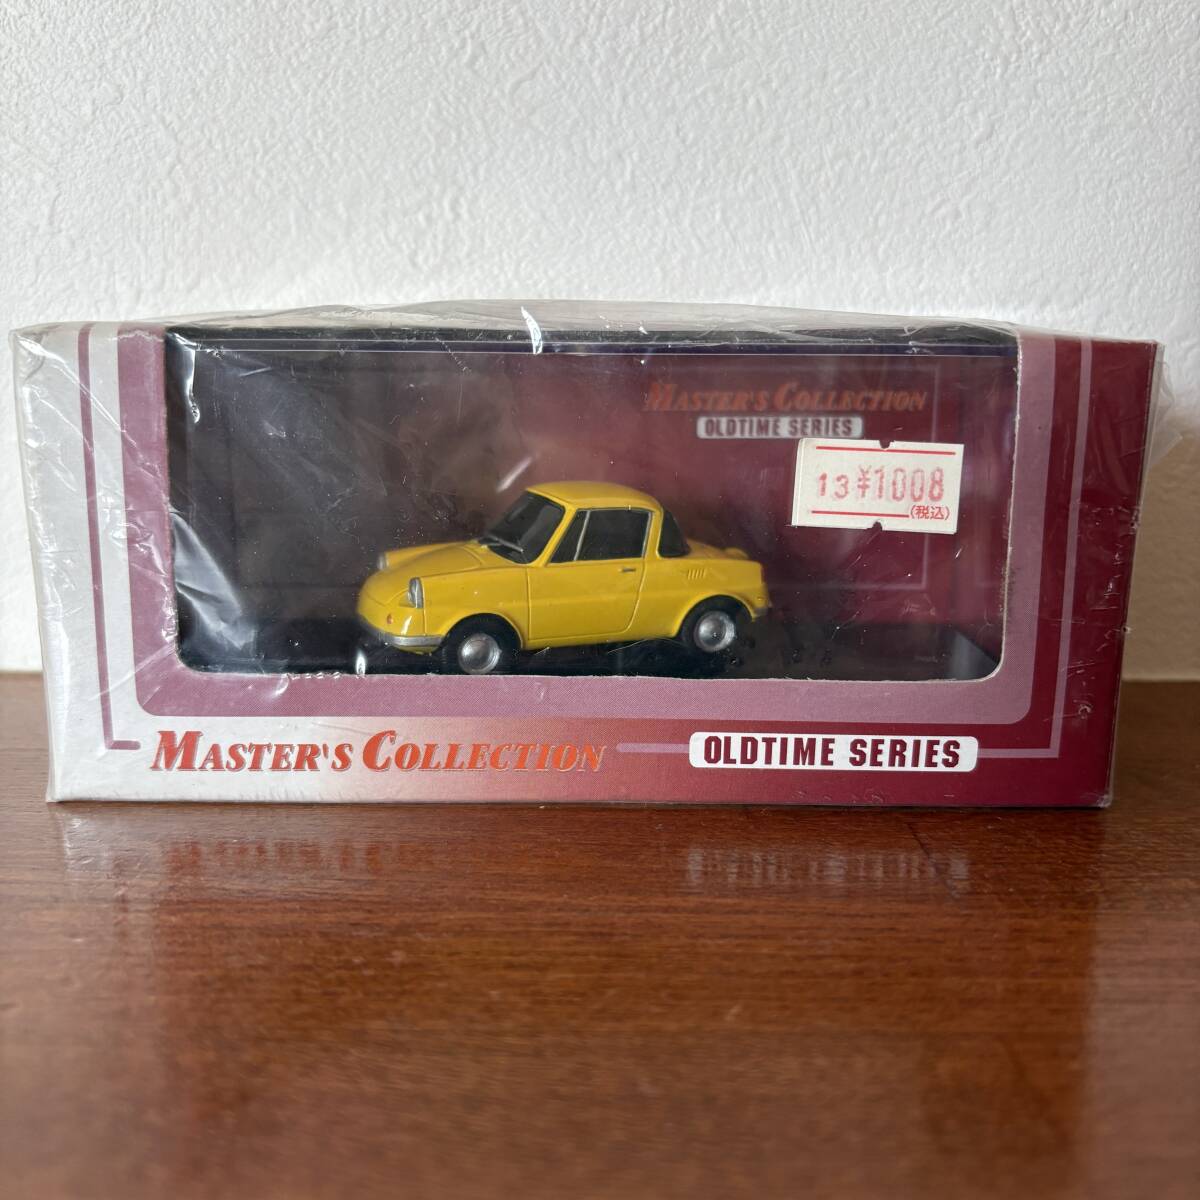 MASTER'S COLLECTION
OLDTIME SERIES
13 ¥1008
(税込)
MASTER'S COLLECTION
OLDTIME SERIES